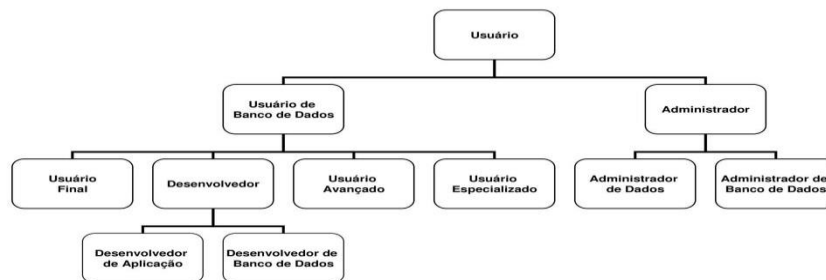 Usuário
Usuário de
Banco de Dados
Administrador
Usuário
Final
Desenvolvedor
Usuário
Avançado
Usuário
Especializado
Administrador
de Dados
Administrador de
Banco de Dados
Desenvolvedor
de Aplicação
Desenvolvedor de
Banco de Dados